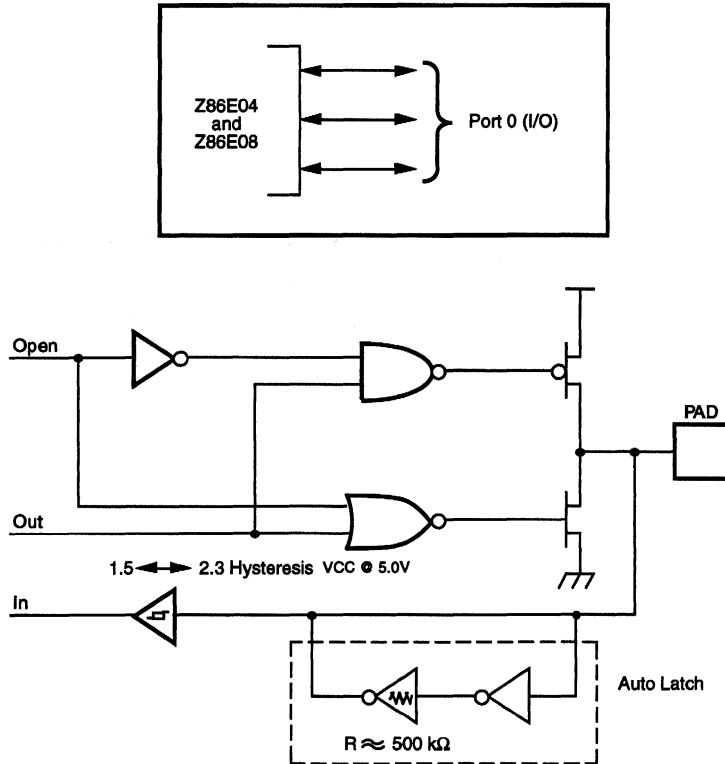 Z86E04
and
Z86E08
Port 0 (I/O)
Open
PAD
Out
1.5 2.3 Hysteresis VCC @ 5.0V
In
Auto Latch
R ≈ 500 kΩ